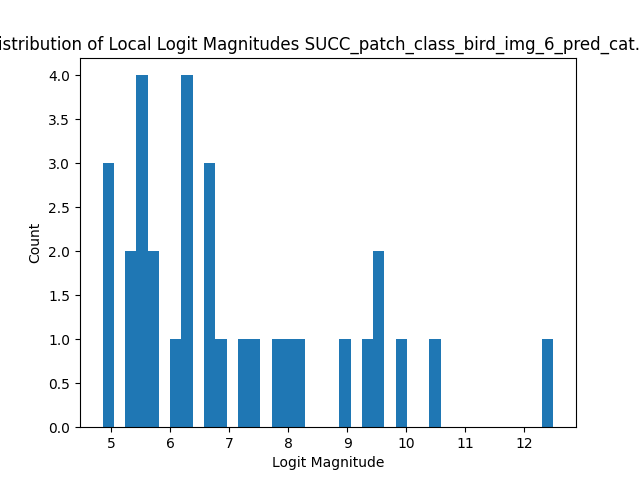 istribution of Local Logit Magnitudes SUCC_patch_class_bird_img_6_pred_cat.
4.0
3.5
3.0
2.5
2.0
1.5
1.0
0.5
0.0
Count
5 6 7 8 9 10 11 12
Logit Magnitude